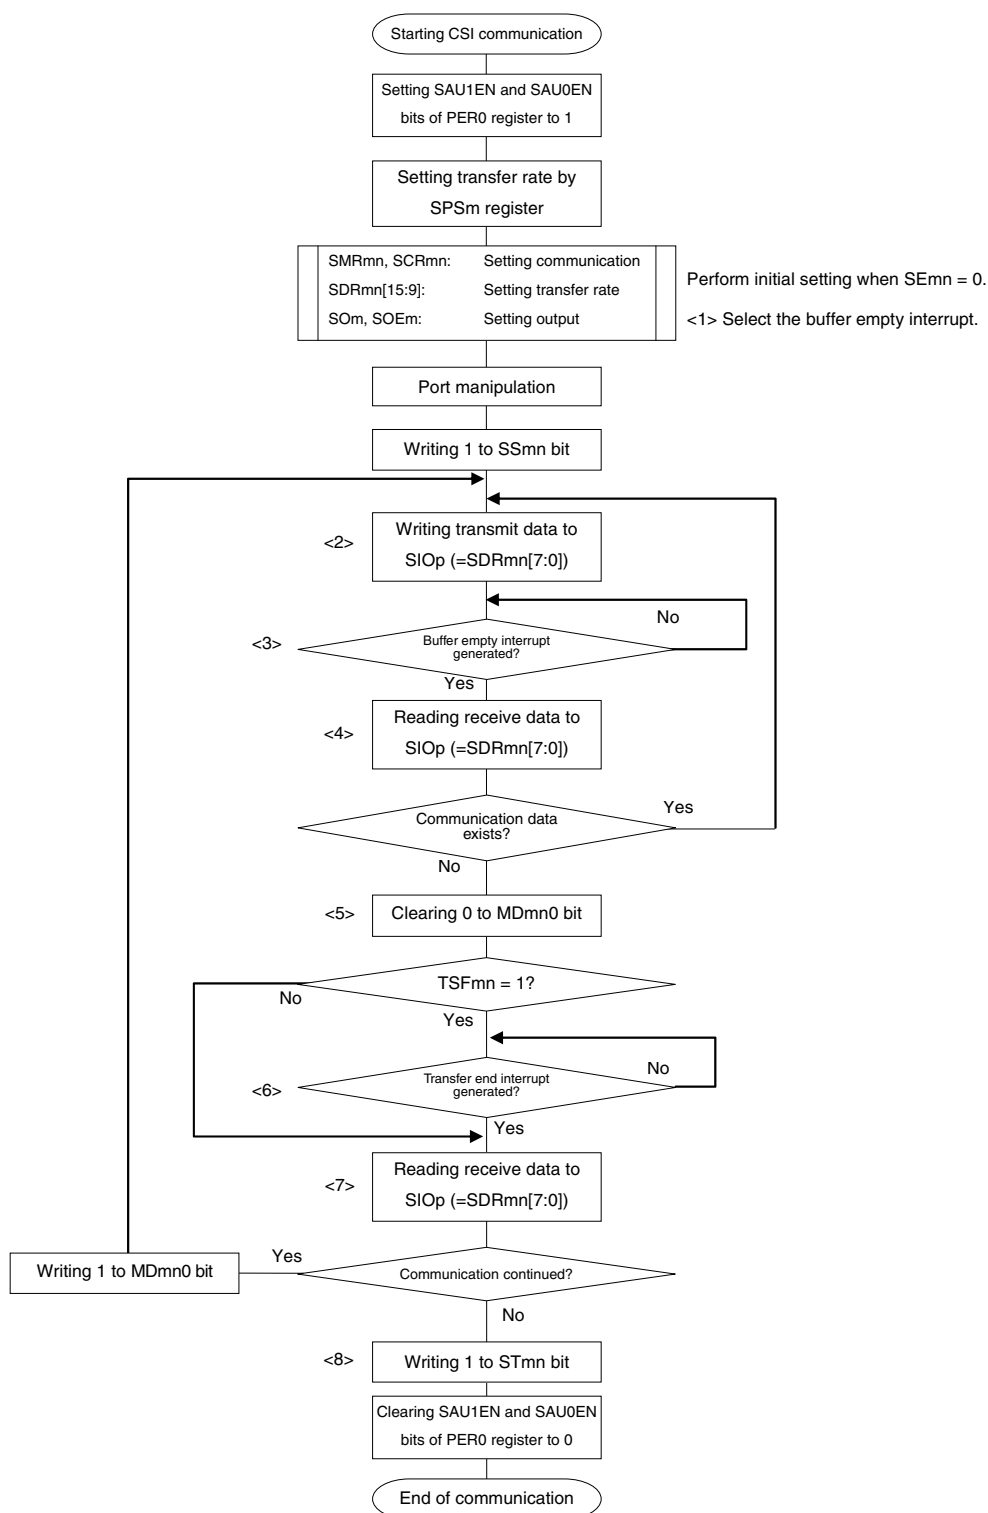 Starting CSI communication
Setting SAU1EN and SAU0EN
bits of PER0 register to 1
Setting transfer rate by
SPSm register
SMRmn, SCRmn: Setting communication
SDRmn[15:9]: Setting transfer rate
SOm, SOEm: Setting output
Perform initial setting when SEmn = 0.
<1> Select the buffer empty interrupt.
Port manipulation
Writing 1 to SSmn bit
<2>
Writing transmit data to
SIOp (=SDRmn[7:0])
No
<3>
Buffer empty interrupt
generated?
Yes
<4>
Reading receive data to
SIOp (=SDRmn[7:0])
Yes
Communication data
exists?
No
<5>
Clearing 0 to MDmn0 bit
TSFmn = 1?
No
Yes
No
<6>
Transfer end interrupt
generated?
Yes
<7>
Reading receive data to
SIOp (=SDRmn[7:0])
Yes
Writing 1 to MDmn0 bit
Communication continued?
No
<8>
Writing 1 to STmn bit
Clearing SAU1EN and SAU0EN
bits of PER0 register to 0
End of communication